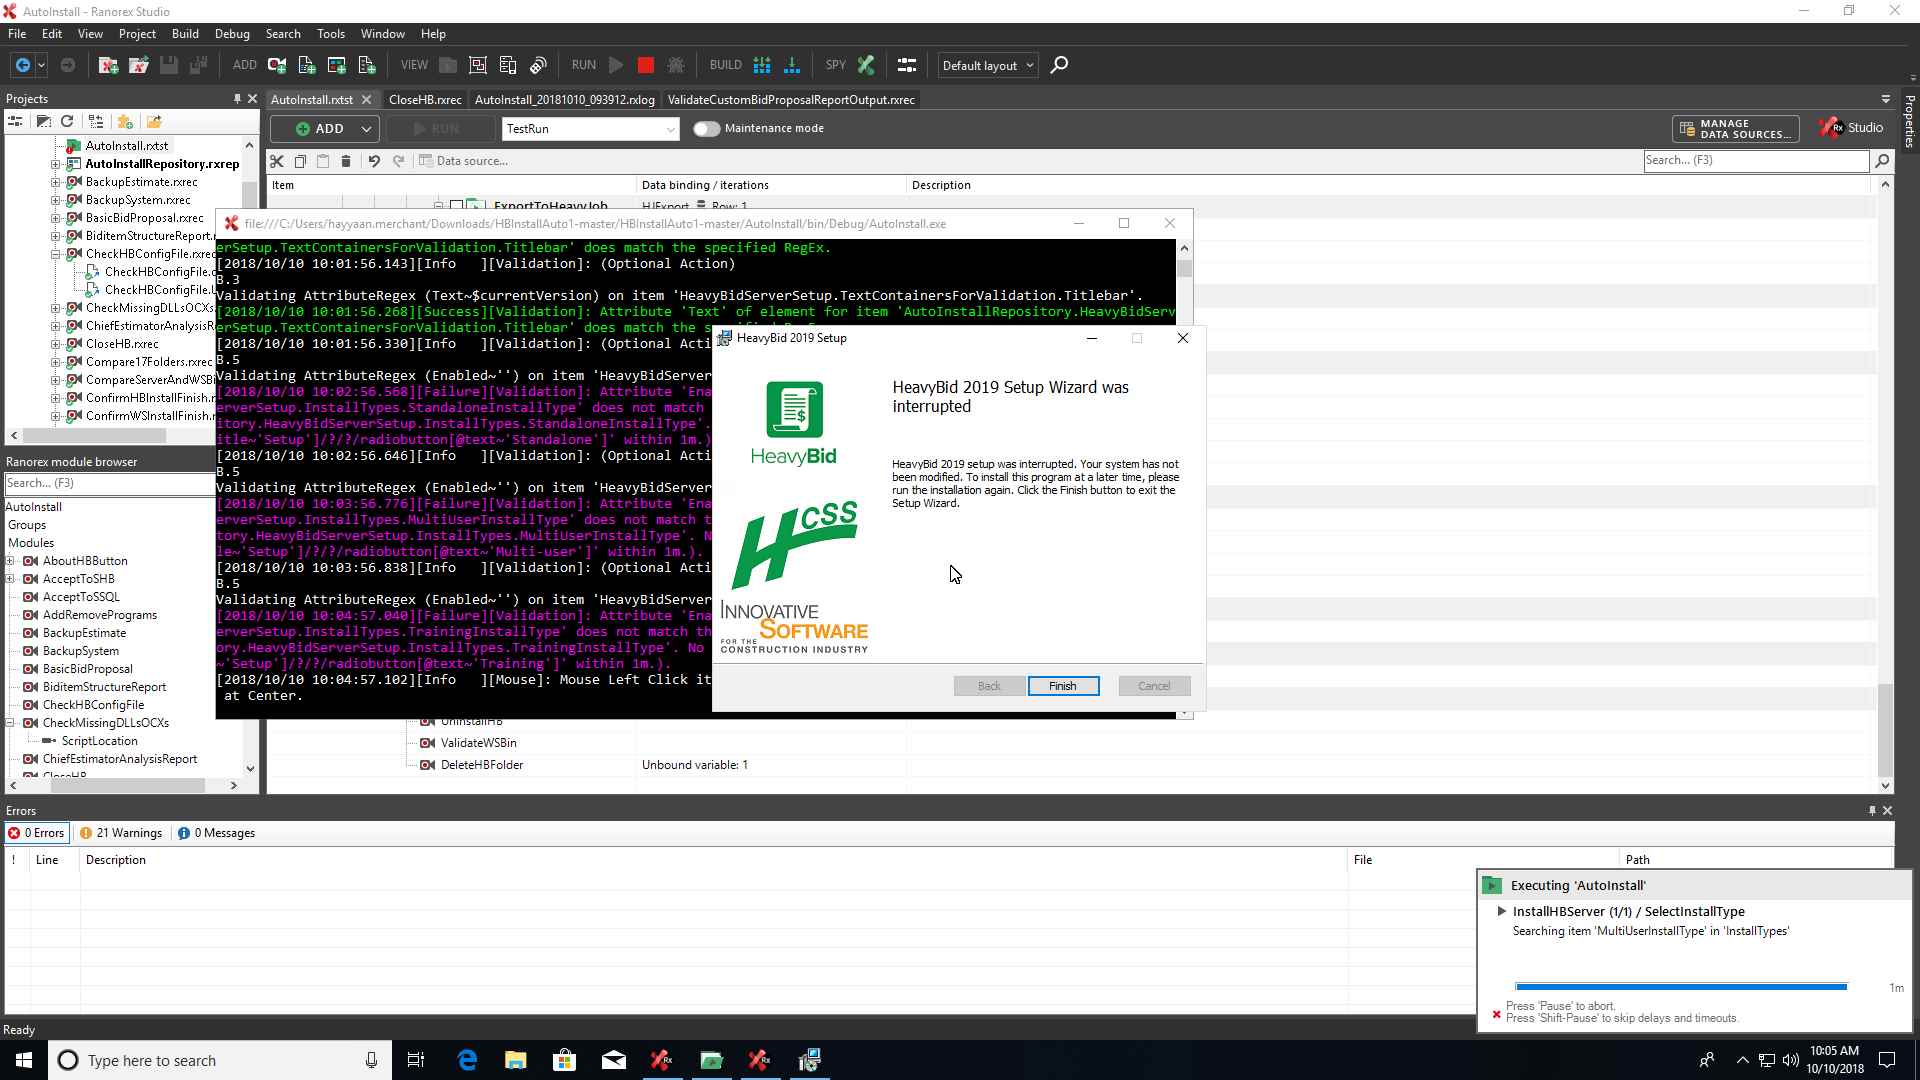 AutoInstall - Ranorex Studio
File Edit View Project Build Debug Search Tools Window Help
ADD VIEW RUN BUILD SPY Default layout
Projects
AutoInstall.rxtst
AutoInstallRepository.rxrep
BackupEstimate.rxrec
BackupSystem.rxrec
BasicBidProposal.rxrec
BiditemStructureReport.r
CheckHBConfigFile.rxrec
CheckHBConfigFile.c
CheckHBConfigFile.U
CheckMissingDLLsOCXs
ChiefEstimatorAnalysisR
CloseHB.rxrec
Compare17Folders.rxrec
CompareServerAndWSBi
ConfirmHBInstallFinish.r
ConfirmWSInstallFinish.r
Ranorex module browser
Search... (F3)
AutoInstall
Groups
Modules
AboutHBButton
AcceptToSHB
AcceptToSSQL
AddRemovePrograms
BackupEstimate
BackupSystem
BasicBidProposal
BiditemStructureReport
CheckHBConfigFile
CheckMissingDLLsOCXs
ScriptLocation
ChiefEstimatorAnalysisReport
CloseHB
AutoInstall.rxtst CloseHB.rxrec AutoInstall_20181010_093912.rxlog ValidateCustomBidProposalReportOutput.rxrec
Properties
ADD RUN TestRun Maintenance mode MANAGE DATA SOURCES... Rx Studio
Data source... Search... (F3)
Item Data binding / iterations Description
ExportToHeavyJob HJExport Row: 1
file:///C:/Users/hayyaan.merchant/Downloads/HBInstallAuto1-master/HBInstallAuto1-master/AutoInstall/bin/Debug/AutoInstall.exe
erSetup.TextContainersForValidation.Titlebar' does match the specified RegEx.
[2018/10/10 10:01:56.143][Info   ][Validation]: (Optional Action)
B.3
Validating AttributeRegex (Text~$currentVersion) on item 'HeavyBidServerSetup.TextContainersForValidation.Titlebar'.
[2018/10/10 10:01:56.268][Success][Validation]: Attribute 'Text' of element for item 'AutoInstallRepository.HeavyBidServ
erSetup.TextContainersForValidation.Titlebar' does match the s
[2018/10/10 10:01:56.330][Info   ][Validation]: (Optional Acti
B.5
Validating AttributeRegex (Enabled~'') on item 'HeavyBidServer
[2018/10/10 10:02:56.568][Failure][Validation]: Attribute 'Ena
erverSetup.InstallTypes.StandaloneInstallType' does not match
tory.HeavyBidServerSetup.InstallTypes.StandaloneInstallType'.
itle~'Setup']/?/?/radiobutton[@text~'Standalone']' within 1m.)
[2018/10/10 10:02:56.646][Info   ][Validation]: (Optional Acti
B.5
Validating AttributeRegex (Enabled~'') on item 'HeavyBidServer
[2018/10/10 10:03:56.776][Failure][Validation]: Attribute 'Ena
erverSetup.InstallTypes.MultiUserInstallType' does not match t
tory.HeavyBidServerSetup.InstallTypes.MultiUserInstallType'. N
le~'Setup']/?/?/radiobutton[@text~'Multi-user']' within 1m.).
[2018/10/10 10:03:56.838][Info   ][Validation]: (Optional Acti
B.5
Validating AttributeRegex (Enabled~'') on item 'HeavyBidServer
[2018/10/10 10:04:57.040][Failure][Validation]: Attribute 'Ena
erverSetup.InstallTypes.TrainingInstallType' does not match th
ory.HeavyBidServerSetup.InstallTypes.TrainingInstallType'. No
~'Setup']/?/?/radiobutton[@text~'Training']' within 1m.).
[2018/10/10 10:04:57.102][Info   ][Mouse]: Mouse Left Click it
at Center.
HeavyBid 2019 Setup
HeavyBid
HCSS
INNOVATIVE
SOFTWARE
FOR THE
CONSTRUCTION INDUSTRY
HeavyBid 2019 Setup Wizard was
interrupted
HeavyBid 2019 setup was interrupted. Your system has not
been modified. To install this program at a later time, please
run the installation again. Click the Finish button to exit the
Setup Wizard.
Back Finish Cancel
UninstallHB
ValidateWSBin
DeleteHBFolder Unbound variable: 1
Errors
0 Errors 21 Warnings 0 Messages
! Line Description File Path
Executing 'AutoInstall'
InstallHBServer (1/1) / SelectInstallType
Searching item 'MultiUserInstallType' in 'InstallTypes'
1m
Press 'Pause' to abort.
Press 'Shift-Pause' to skip delays and timeouts.
Ready
Type here to search
10:05 AM
10/10/2018